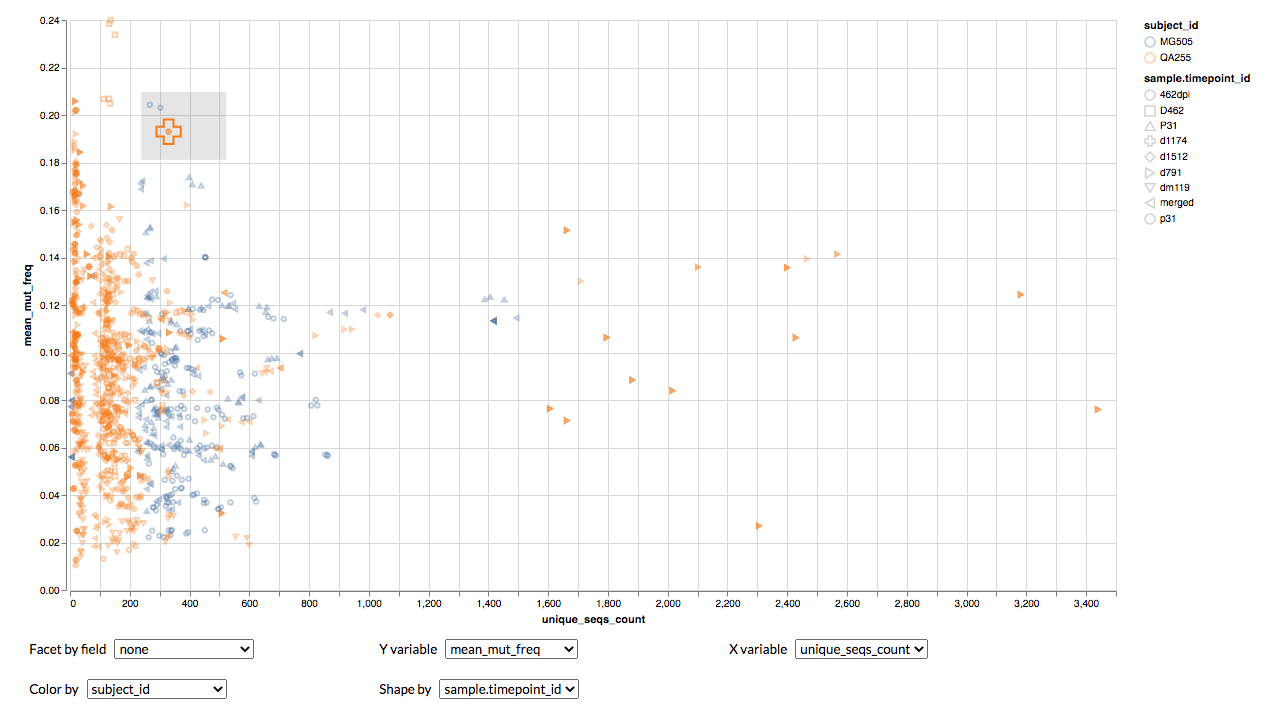 0.24
0.22
0.20
0.18
0.16
0.14
0.12
0.10
0.08
0.06
0.04
0.02
0.00
mean_mut_freq
0 200 400 600 800 1,000 1,200 1,400 1,600 1,800 2,000 2,200 2,400 2,600 2,800 3,000 3,200 3,400
unique_seqs_count
subject_id
MG505
QA255
sample.timepoint_id
462dpi
D462
P31
d1174
d1512
d791
dm119
merged
p31
Facet by field none Y variable mean_mut_freq X variable unique_seqs_count
Color by subject_id Shape by sample.timepoint_id